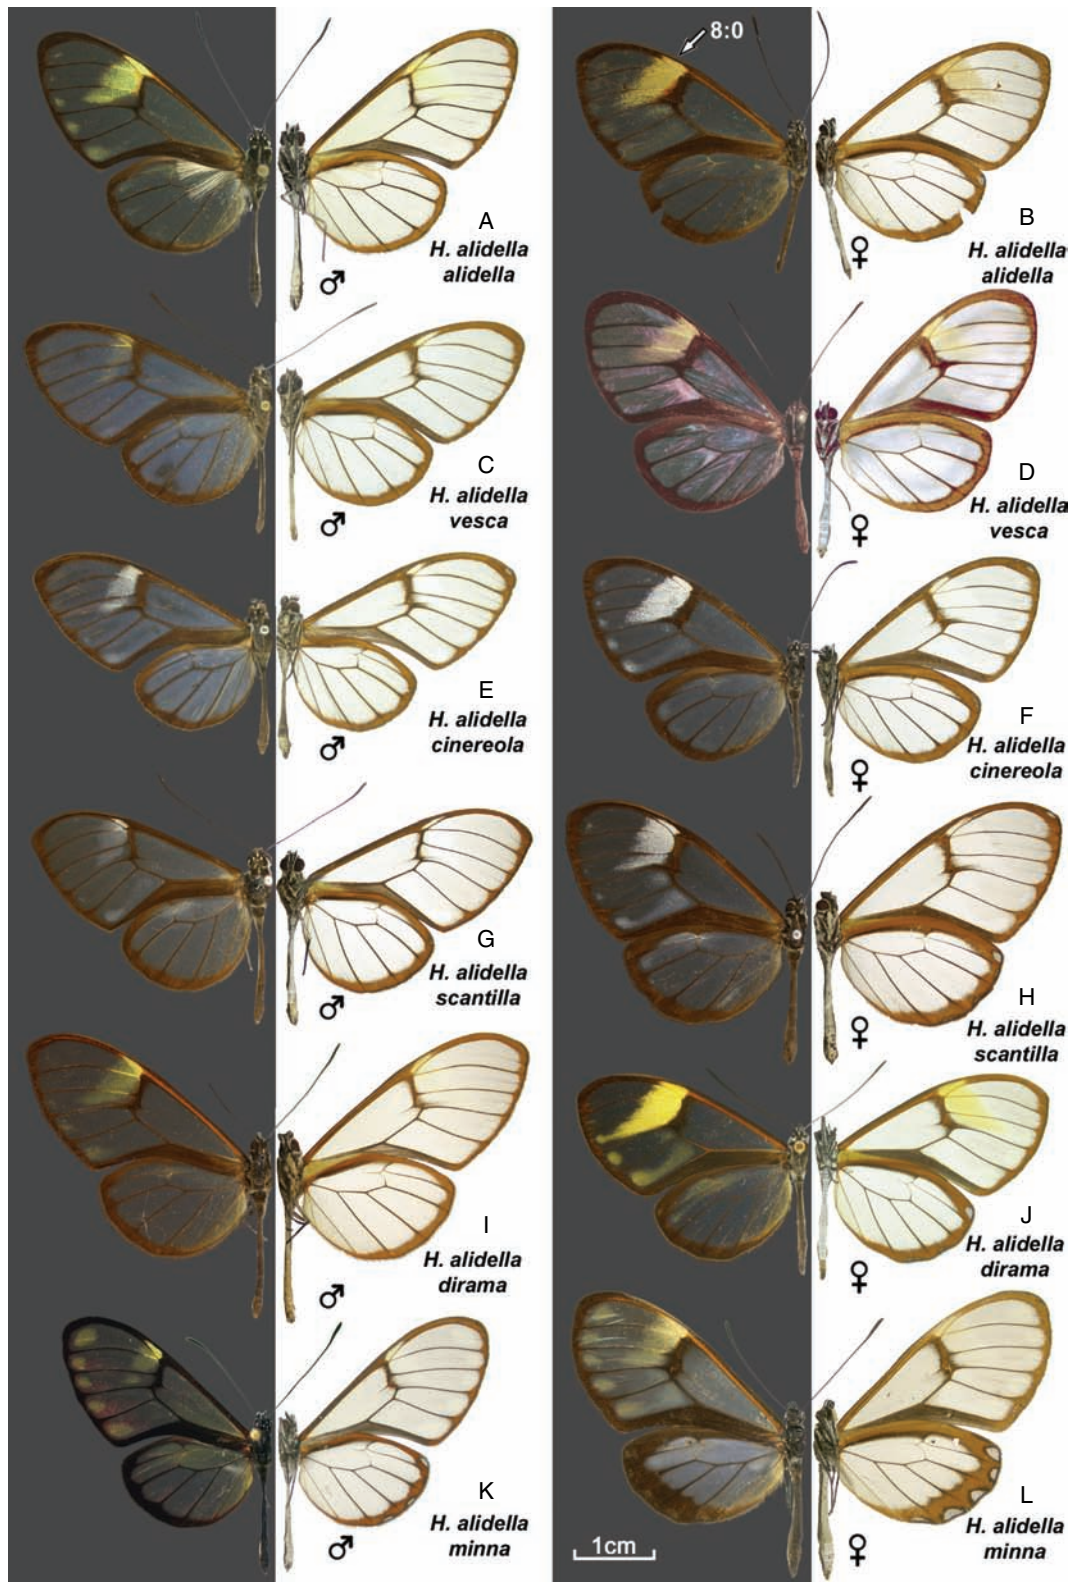 8:0
A
H. alidella
alidella
♂
B
H. alidella
alidella
♀
C
H. alidella
vesca
♂
D
H. alidella
vesca
♀
E
H. alidella
cinereola
♂
F
H. alidella
cinereola
♀
G
H. alidella
scantilla
♂
H
H. alidella
scantilla
♀
I
H. alidella
dirama
♂
J
H. alidella
dirama
♀
K
H. alidella
minna
♂
L
H. alidella
minna
♀
1cm